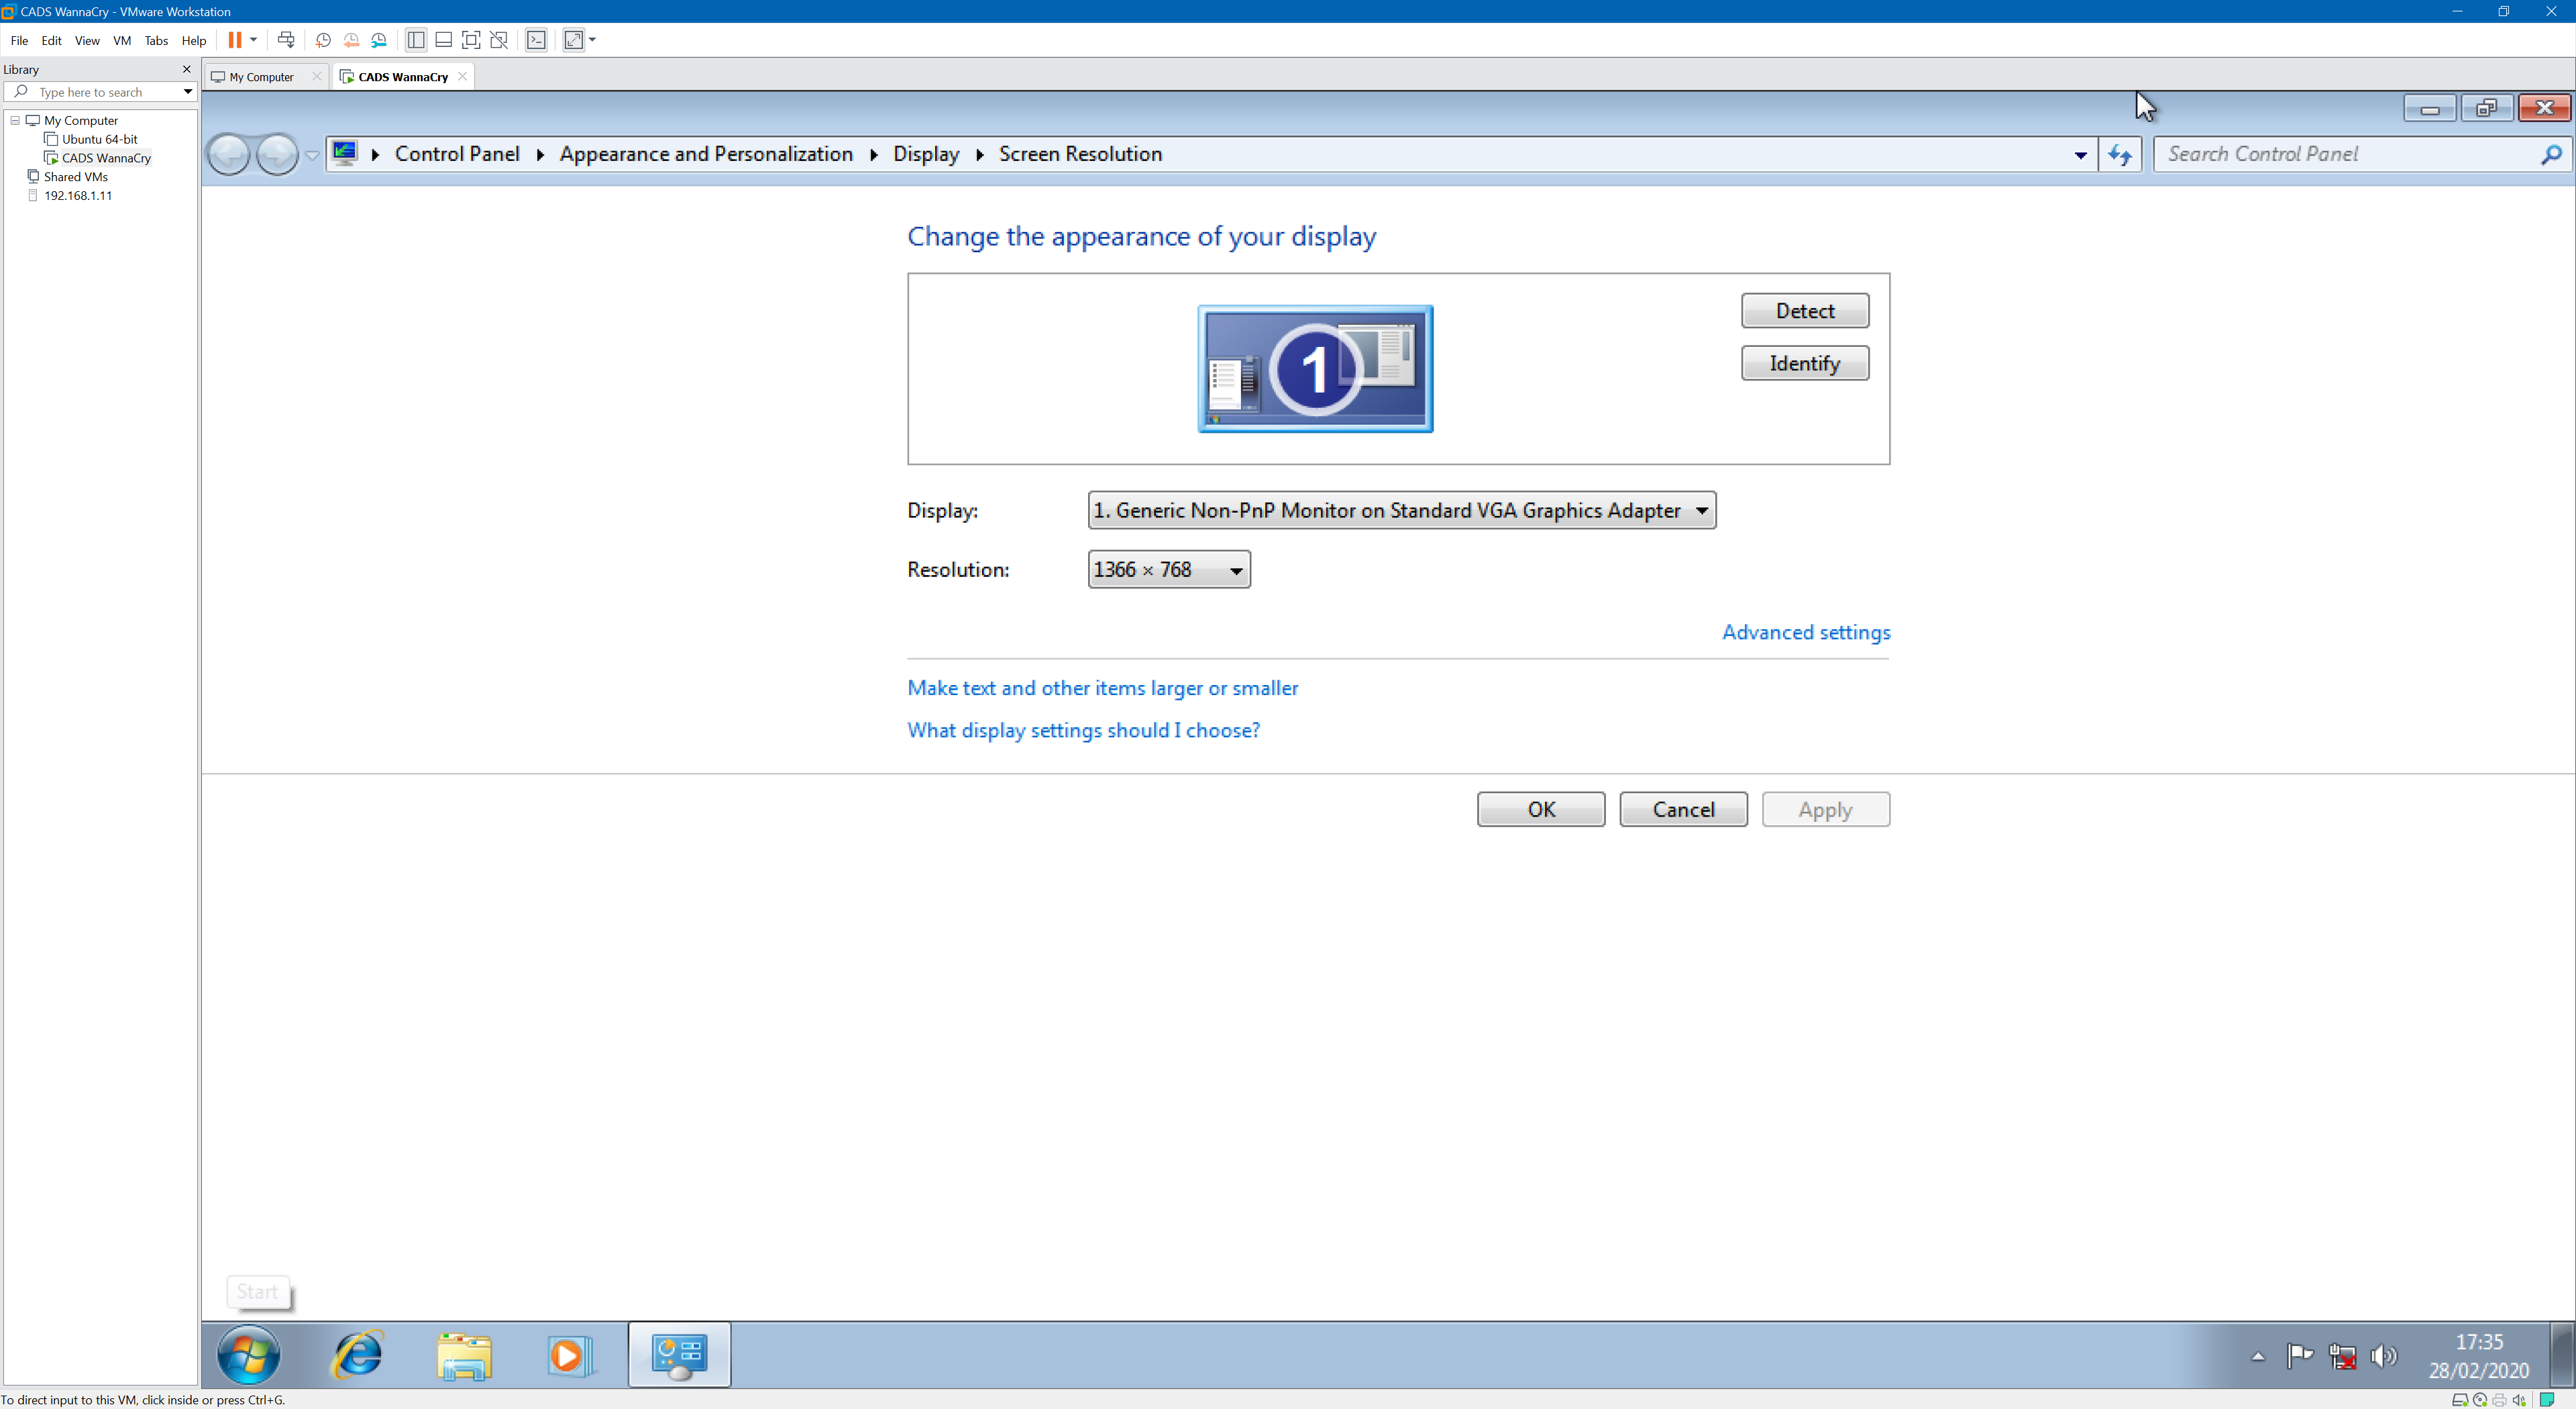 CADS WannaCry - VMware Workstation
File Edit View VM Tabs Help
Library
Type here to search
My Computer
Ubuntu 64-bit
CADS WannaCry
Shared VMs
192.168.1.11
My Computer
CADS WannaCry
Control Panel Appearance and Personalization Display Screen Resolution
Search Control Panel
Change the appearance of your display
1
Detect
Identify
Display:
1. Generic Non-PnP Monitor on Standard VGA Graphics Adapter
Resolution:
1366 × 768
Advanced settings
Make text and other items larger or smaller
What display settings should I choose?
OK
Cancel
Apply
Start
17:35
28/02/2020
To direct input to this VM, click inside or press Ctrl+G.